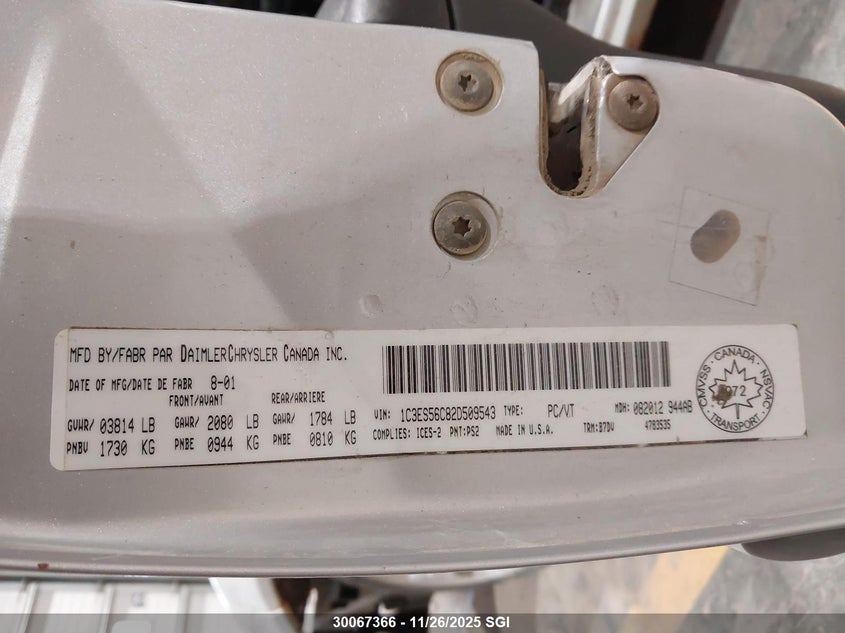 MFD BY/FABR PAR DAIMLERCHRYSLER CANADA INC.
DATE OF MFG/DATE DE FABR 8-01
FRONT/AVANT REAR/ARRIERE
GVWR/ 03814 LB GAWR/ 2080 LB GAWR/ 1784 LB
PNBV 1730 KG PNBE 0944 KG PNBE 0810 KG
VIN: 1C3ES56C82D509543 TYPE: PC/VT MDH: 082012 944AB
COMPLIES: ICES-2 PNT:PS2 MADE IN U.S.A. TRM:B7DV 4783535
CANADA
CMVSS
NSVAC
TRANSPORT
30067366 - 11/26/2025 SGI